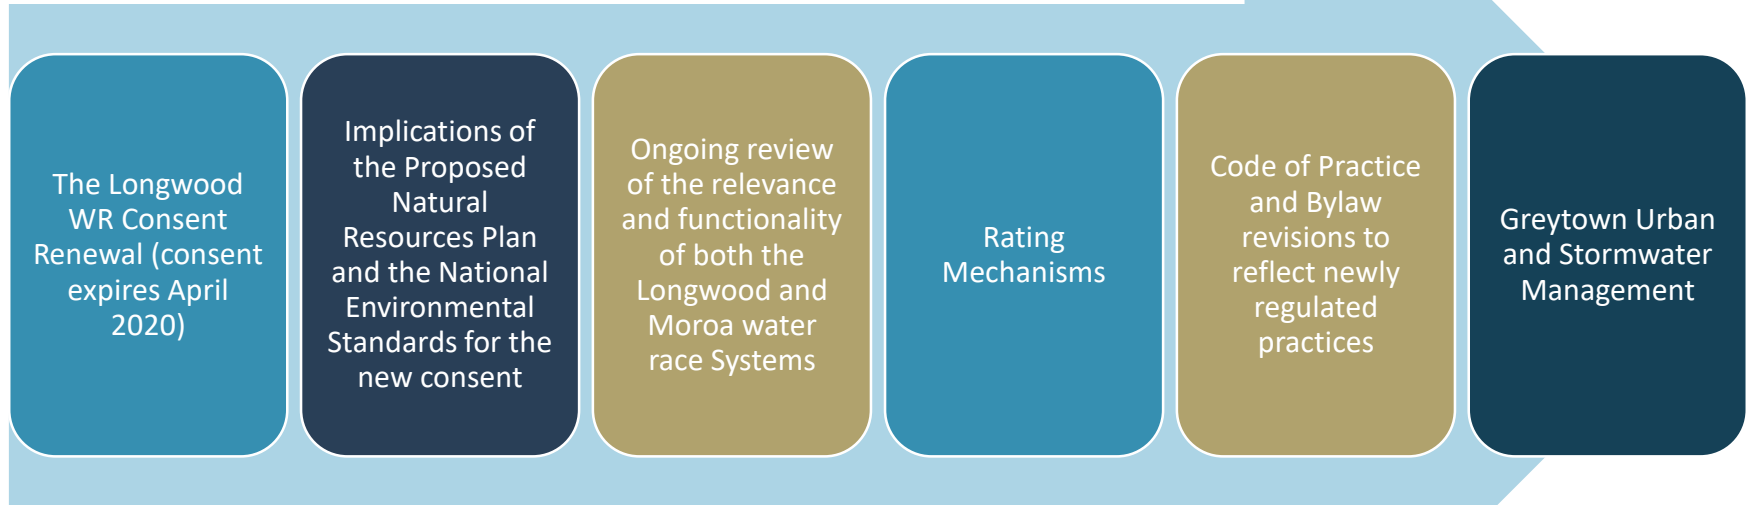 The Longwood
WR Consent
Renewal (consent
expires April
2020)
Implications of
the Proposed
Natural
Resources Plan
and the National
Environmental
Standards for the
new consent
Ongoing review
of the relevance
and functionality
of both the
Longwood and
Moroa water
race Systems
Rating
Mechanisms
Code of Practice
and Bylaw
revisions to
reflect newly
regulated
practices
Greytown Urban
and Stormwater
Management